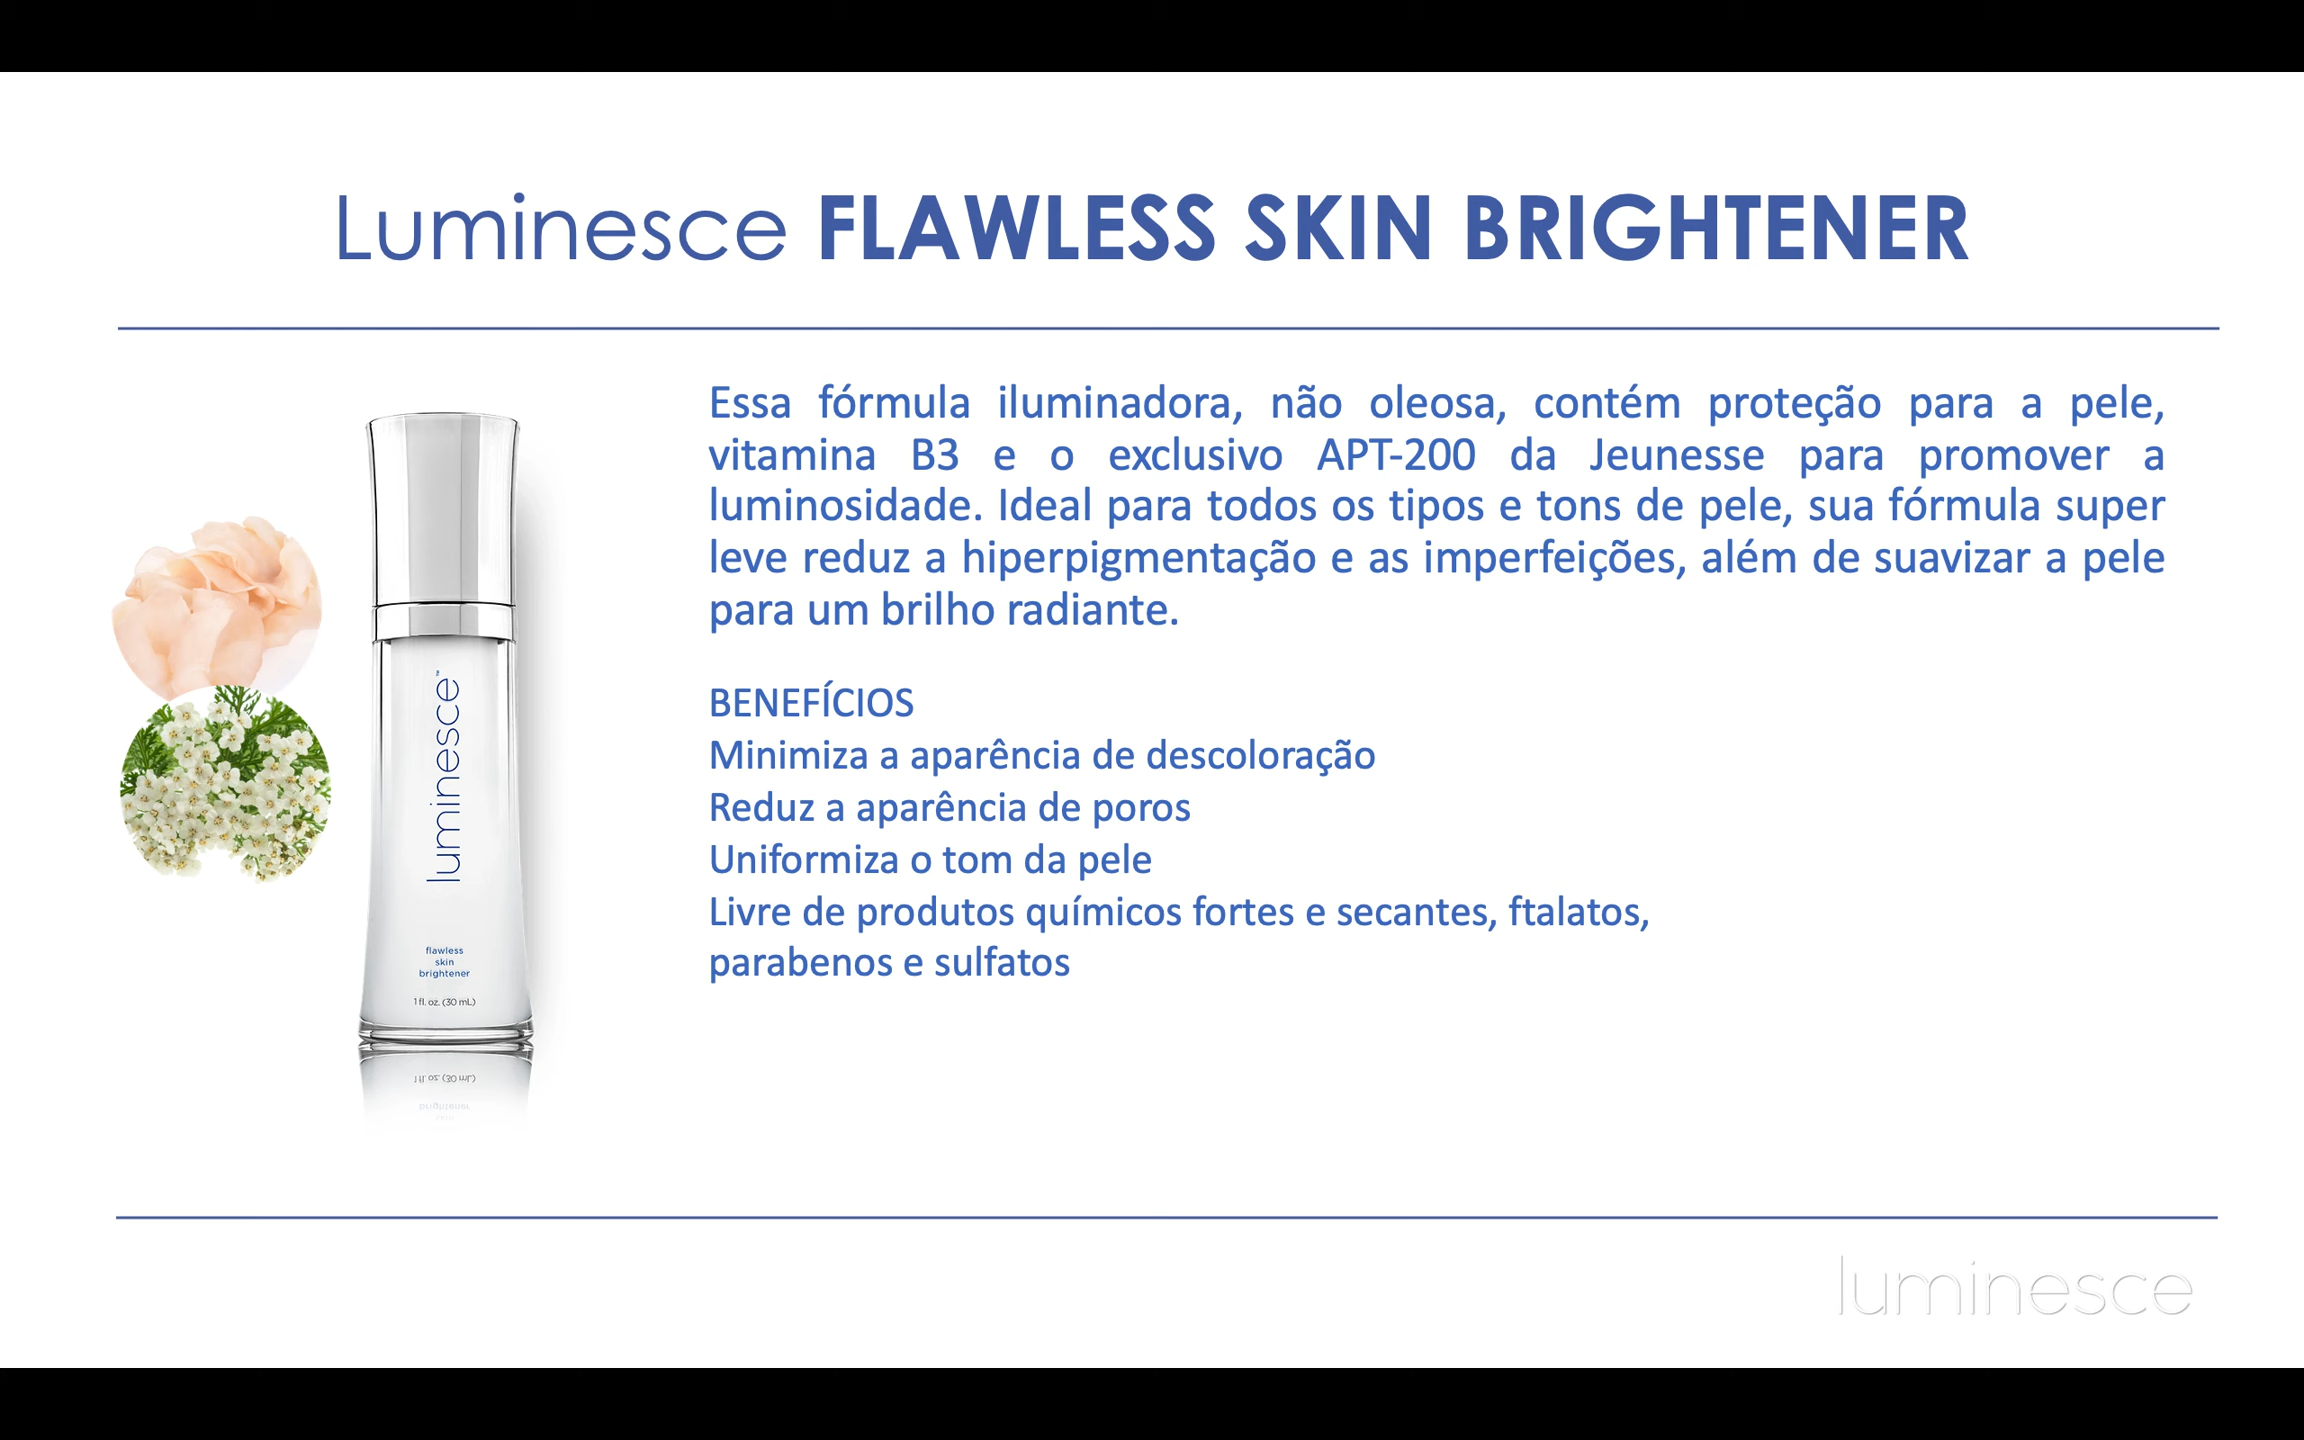 Luminesce FLAWLESS SKIN BRIGHTENER
Essa fórmula iluminadora, não oleosa, contém proteção para a pele,
vitamina B3 e o exclusivo APT-200 da Jeunesse para promover a
luminosidade. Ideal para todos os tipos e tons de pele, sua fórmula super
leve reduz a hiperpigmentação e as imperfeições, além de suavizar a pele
para um brilho radiante.
BENEFÍCIOS
Minimiza a aparência de descoloração
Reduz a aparência de poros
Uniformiza o tom da pele
Livre de produtos químicos fortes e secantes, ftalatos,
parabenos e sulfatos
luminesce™
flawless
skin
brightener
1 fl. oz. (30 mL)
luminesce